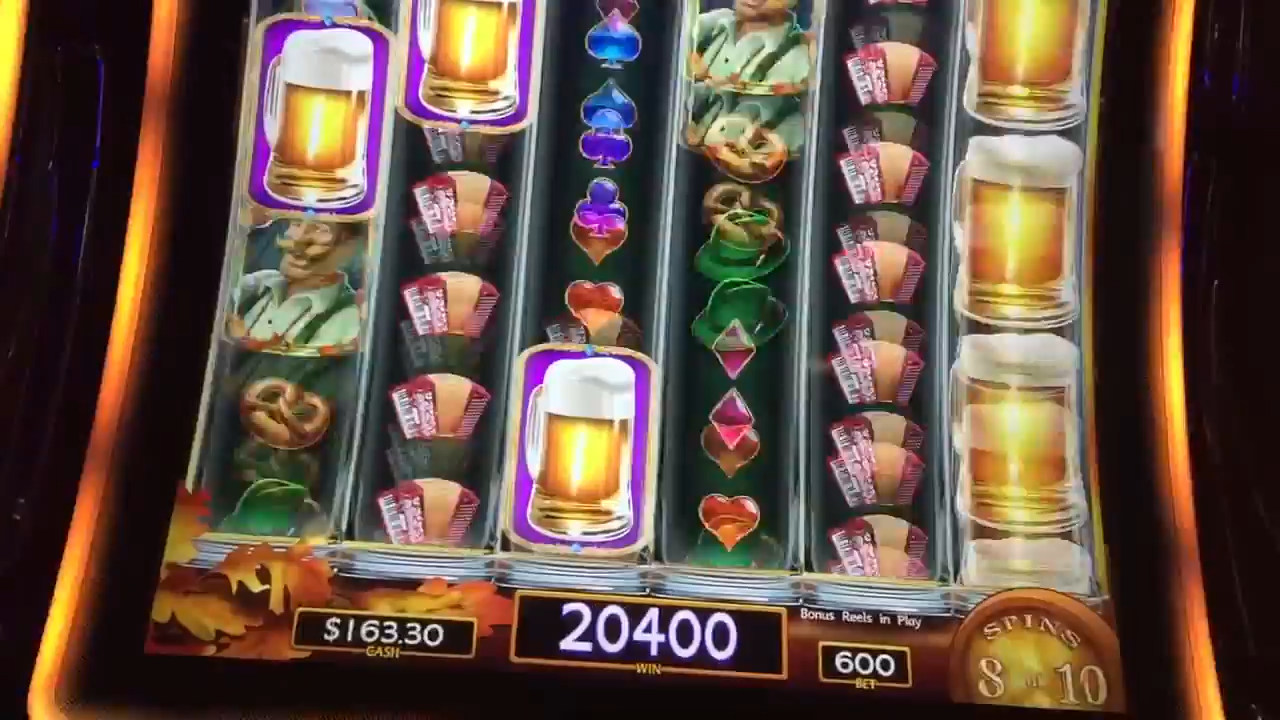 $163.30
CASH
20400
WIN
Bonus Reels in Play
600
BET
SPINS
8 of 10